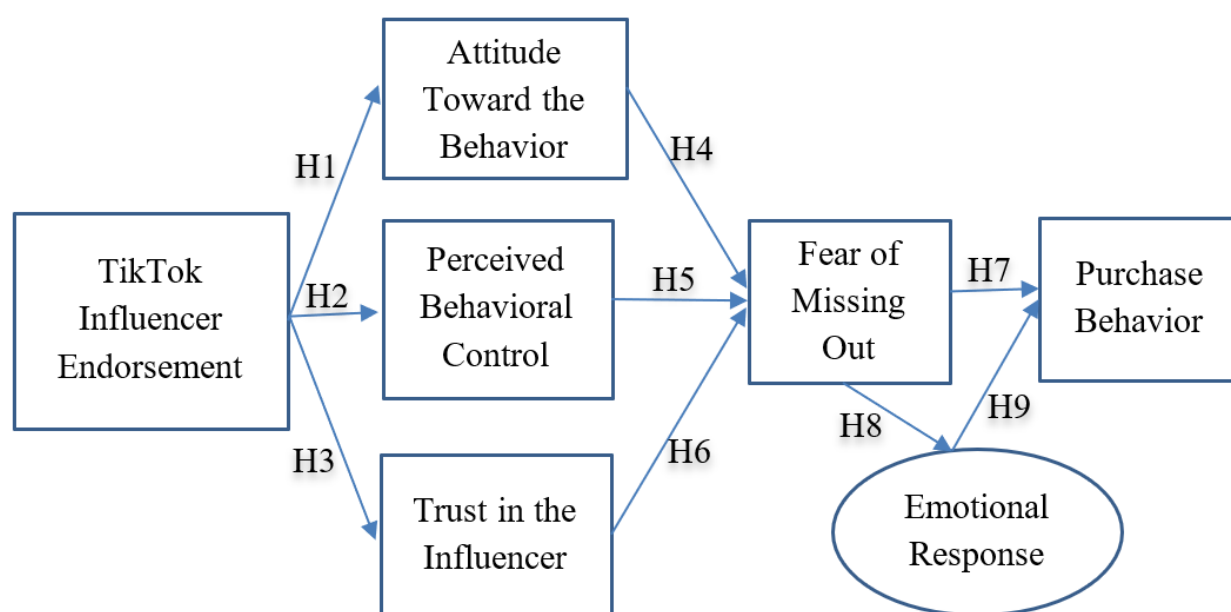 Attitude
Toward the
Behavior
H1
H4
TikTok
Influencer
Endorsement
H2
Perceived
Behavioral
Control
H5
Fear of
Missing
Out
H7
Purchase
Behavior
H3
H6
H8
H9
Trust in the
Influencer
Emotional
Response